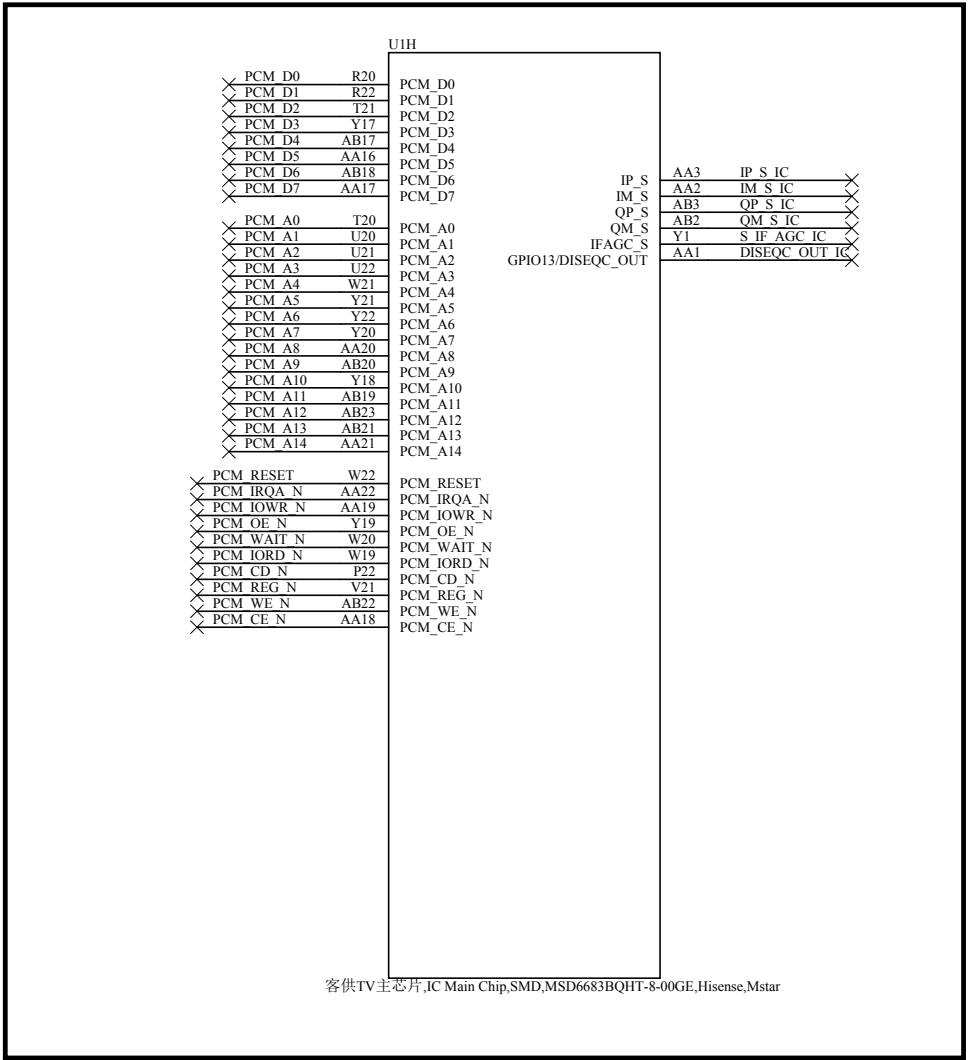 U1H
PCM_D0 R20 PCM_D0
PCM_D1 R22 PCM_D1
PCM_D2 T21 PCM_D2
PCM_D3 Y17 PCM_D3
PCM_D4 AB17 PCM_D4
PCM_D5 AA16 PCM_D5
PCM_D6 AB18 PCM_D6 IP_S AA3 IP_S_IC
PCM_D7 AA17 PCM_D7 IM_S AA2 IM_S_IC
QP_S AB3 QP_S_IC
PCM_A0 T20 PCM_A0 QM_S AB2 QM_S_IC
PCM_A1 U20 PCM_A1 IFAGC_S Y1 S_IF_AGC_IC
PCM_A2 U21 PCM_A2 GPIO13/DISEQC_OUT AA1 DISEQC_OUT_IC
PCM_A3 U22 PCM_A3
PCM_A4 W21 PCM_A4
PCM_A5 Y21 PCM_A5
PCM_A6 Y22 PCM_A6
PCM_A7 Y20 PCM_A7
PCM_A8 AA20 PCM_A8
PCM_A9 AB20 PCM_A9
PCM_A10 Y18 PCM_A10
PCM_A11 AB19 PCM_A11
PCM_A12 AB23 PCM_A12
PCM_A13 AB21 PCM_A13
PCM_A14 AA21 PCM_A14
PCM_RESET W22 PCM_RESET
PCM_IRQA_N AA22 PCM_IRQA_N
PCM_IOWR_N AA19 PCM_IOWR_N
PCM_OE_N Y19 PCM_OE_N
PCM_WAIT_N W20 PCM_WAIT_N
PCM_IORD_N W19 PCM_IORD_N
PCM_CD_N P22 PCM_CD_N
PCM_REG_N V21 PCM_REG_N
PCM_WE_N AB22 PCM_WE_N
PCM_CE_N AA18 PCM_CE_N
客供TV主芯片,IC Main Chip,SMD,MSD6683BQHT-8-00GE,Hisense,Mstar